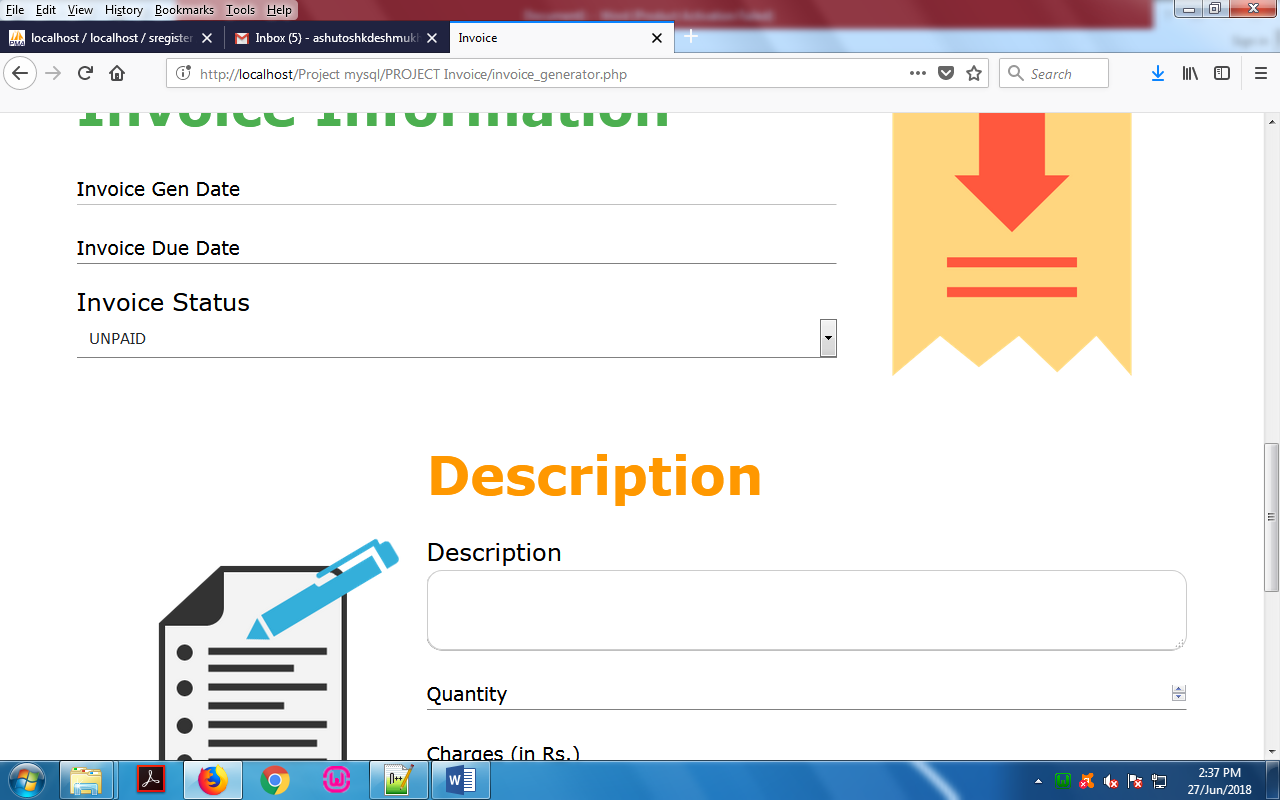 File Edit View History Bookmarks Tools Help
localhost / localhost / sregister
Inbox (5) - ashutoshkdeshmukh
Invoice
http://localhost/Project mysql/PROJECT Invoice/invoice_generator.php
Search
Invoice Information
Invoice Gen Date
Invoice Due Date
Invoice Status
UNPAID
Description
Description
Quantity
Charges (in Rs.)
2:37 PM
27/Jun/2018